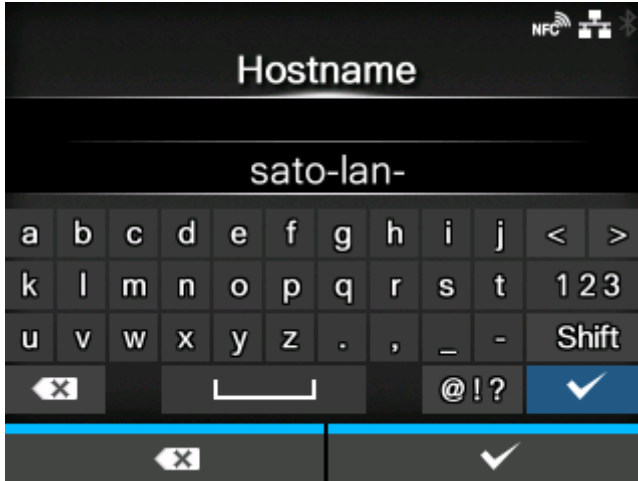 NFC
Hostname
sato-lan-
a b c d e f g h i j < >
k l m n o p q r s t 123
u v w x y z . , _ - Shift
@!?